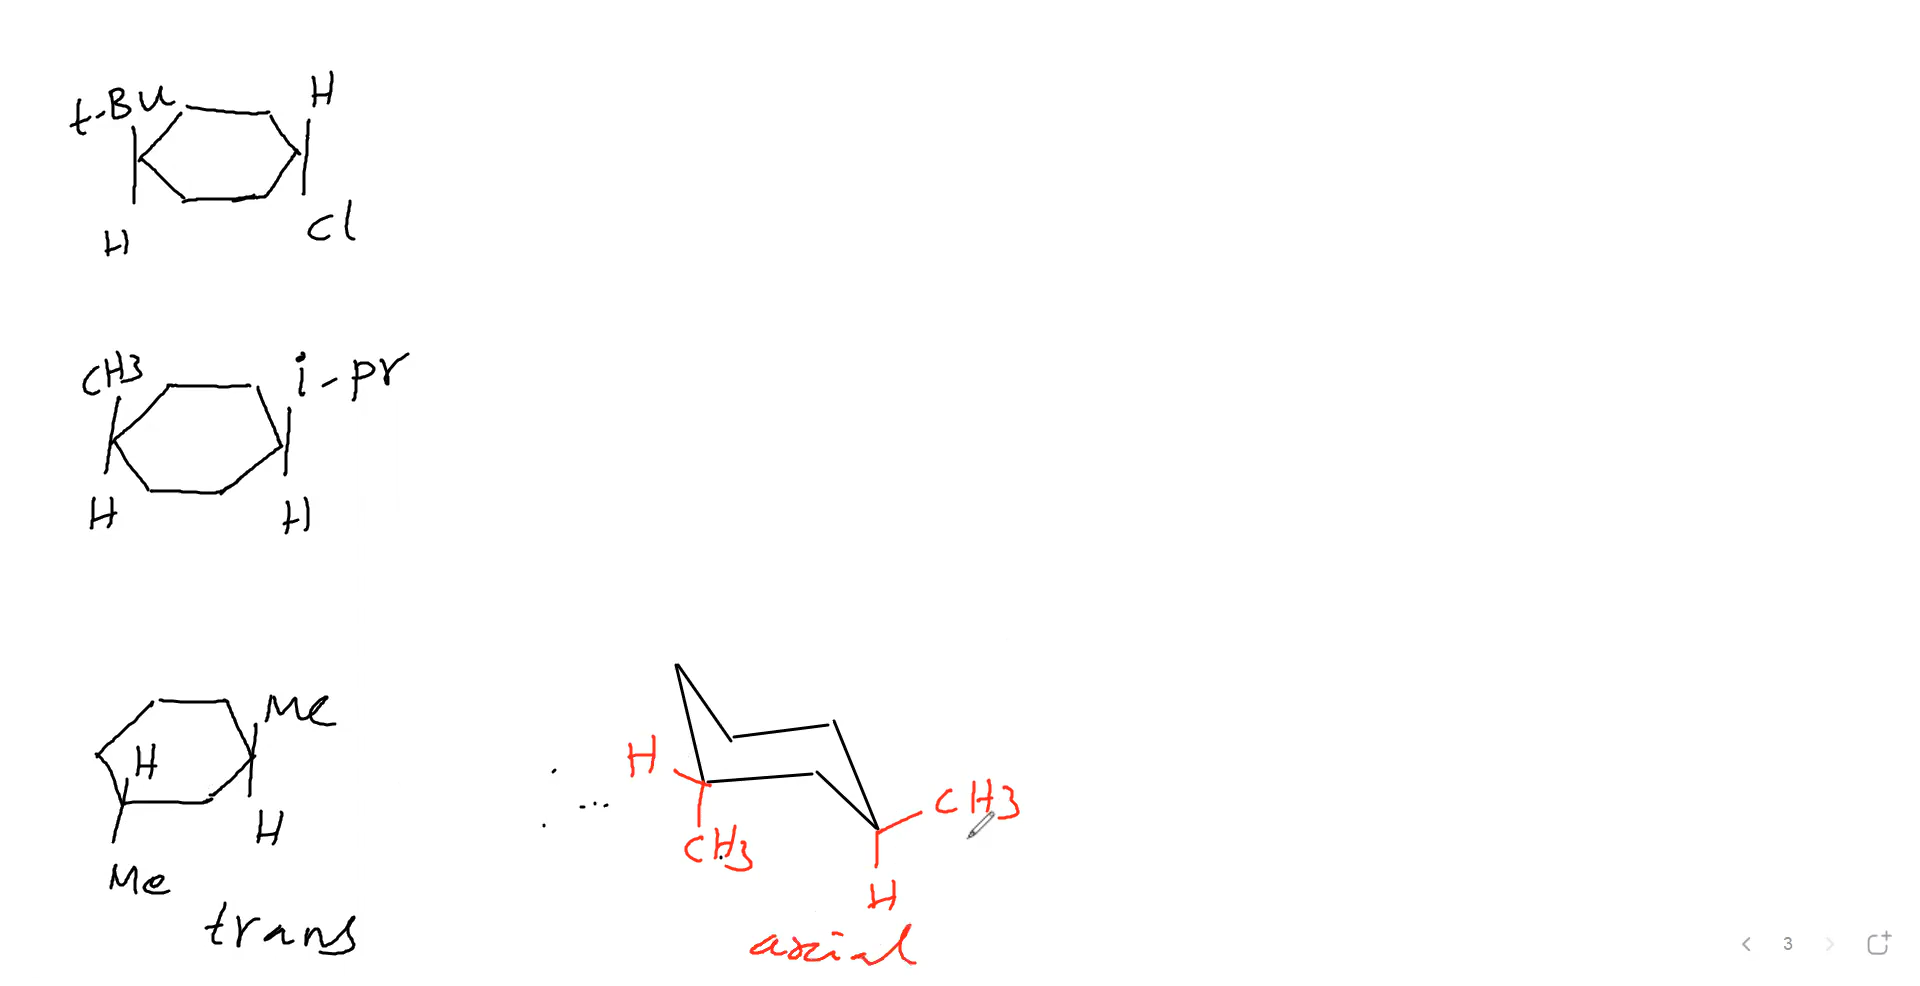 t-Bu H
H Cl
CH3 i-pr
H H
Me
H
H
Me
trans
H
CH3
CH3
H
axial
3